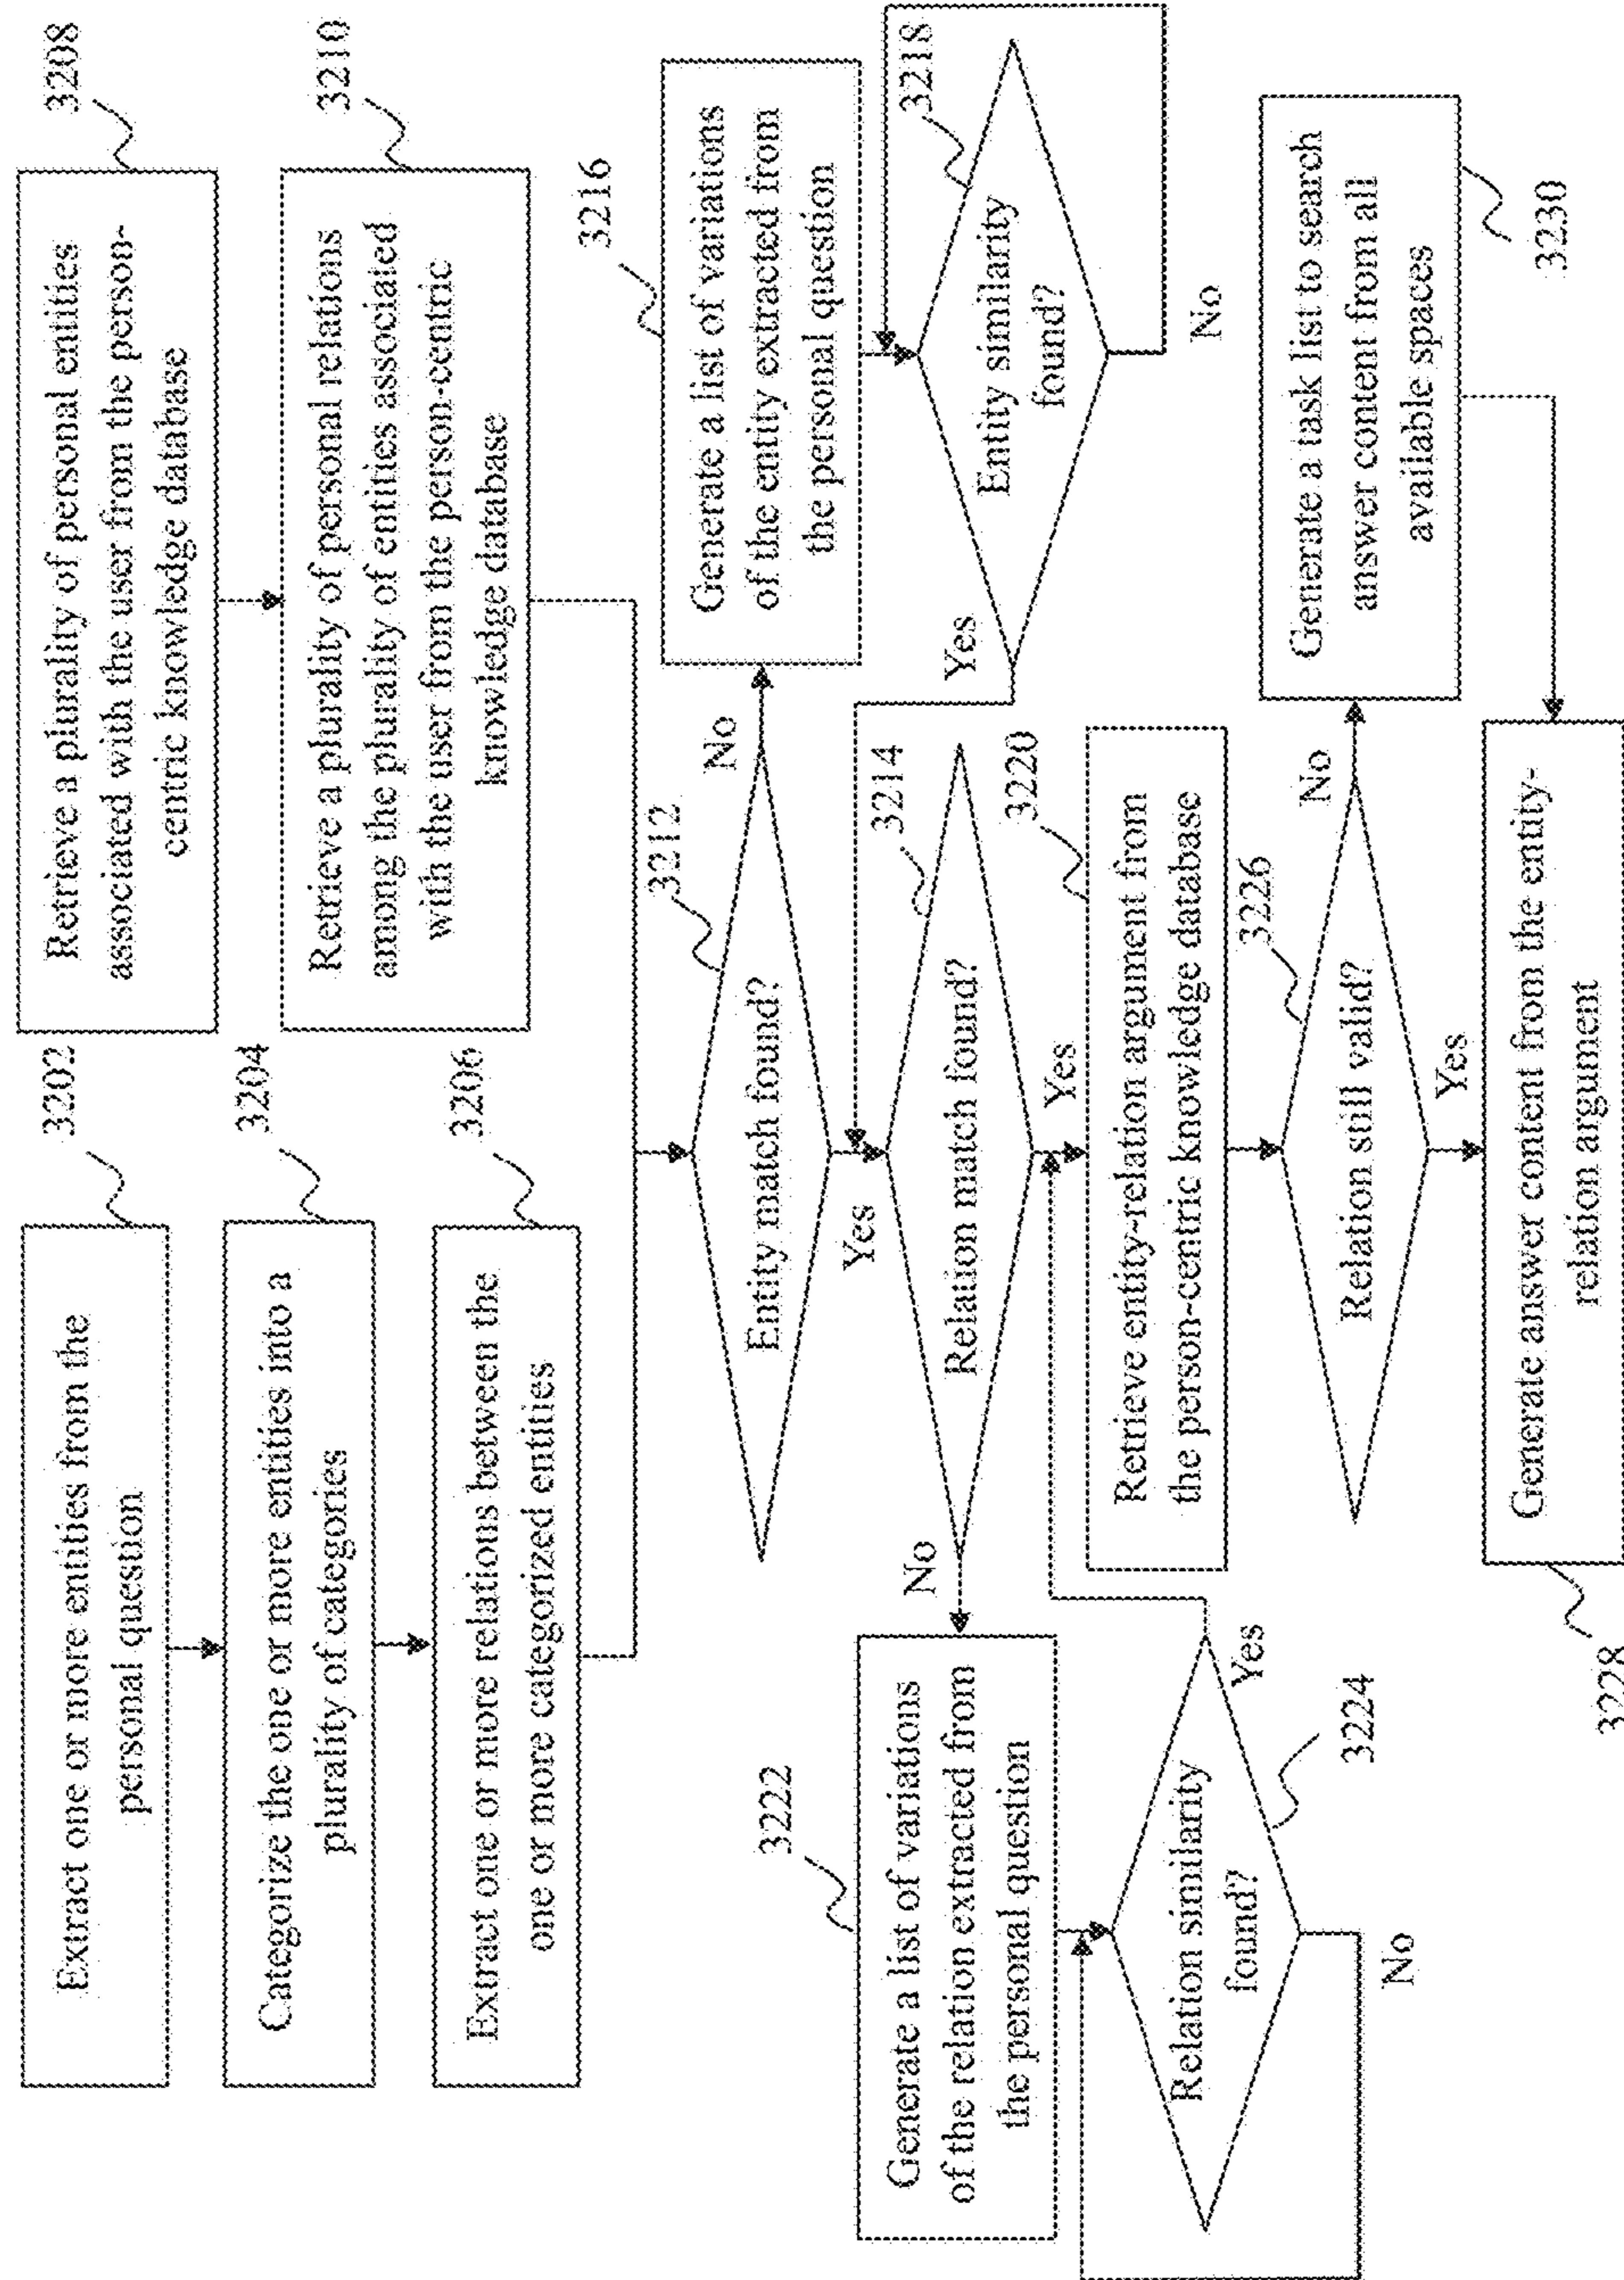 Extract one or more entities from the
personal question
3202
Categorize the one or more entities into a
plurality of categories
3204
Extract one or more relations between the
one or more categorized entities
3206
Retrieve a plurality of personal entities
associated with the user from the person-
centric knowledge database
3208
Retrieve a plurality of personal relations
among the plurality of entities associated
with the user from the person-centric
knowledge database
3210
Entity match found?
3212
No
Yes
Generate a list of variations
of the entity extracted from
the personal question
3216
Entity similarity
found?
3218
Yes
No
Relation match found?
3214
No
Yes
Generate a list of variations
of the relation extracted from
the personal question
3222
Relation similarity
found?
3224
Yes
No
Retrieve entity-relation argument from
the person-centric knowledge database
3220
Relation still valid?
3226
No
Yes
Generate a task list to search
answer content from all
available spaces
3230
Generate answer content from the entity-
relation argument
3228